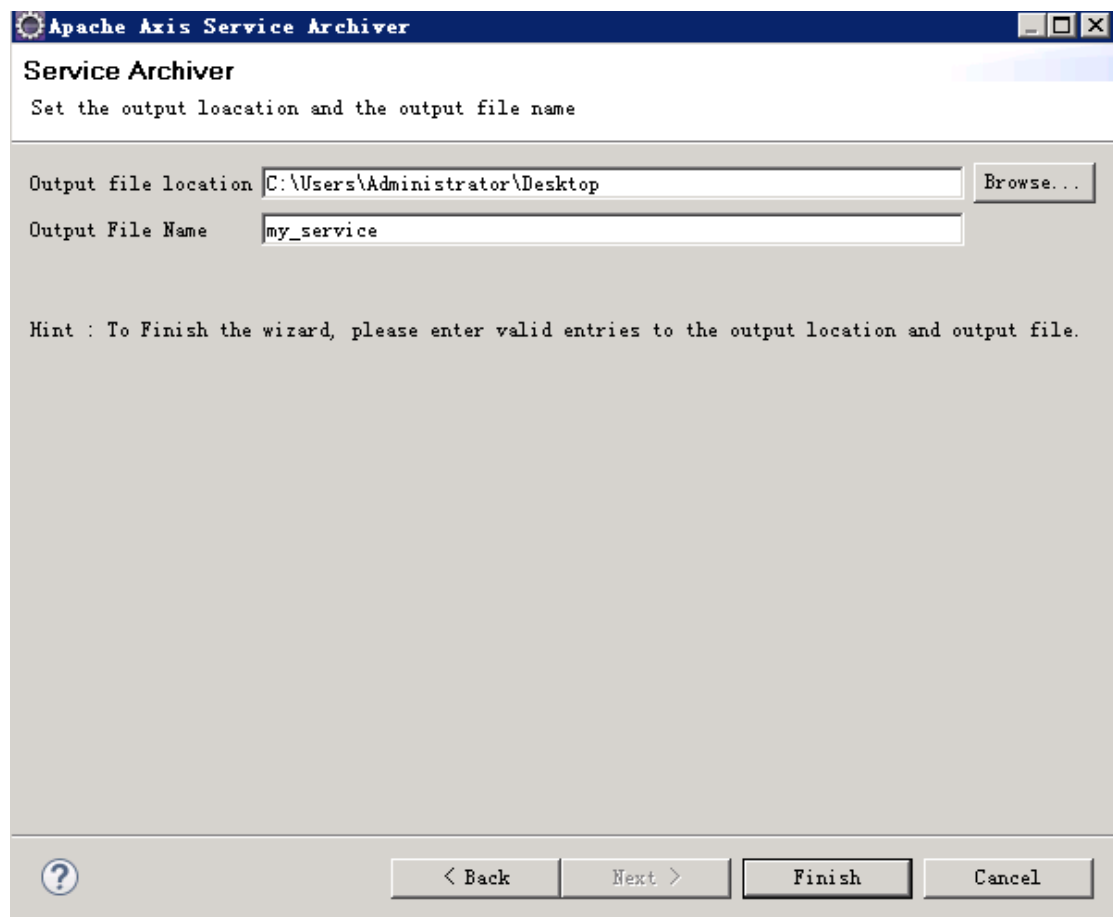 Apache Axis Service Archiver
Service Archiver
Set the output loacation and the output file name
Output file location C:\Users\Administrator\Desktop Browse...
Output File Name my_service
Hint : To Finish the wizard, please enter valid entries to the output location and output file.
? < Back Next > Finish Cancel